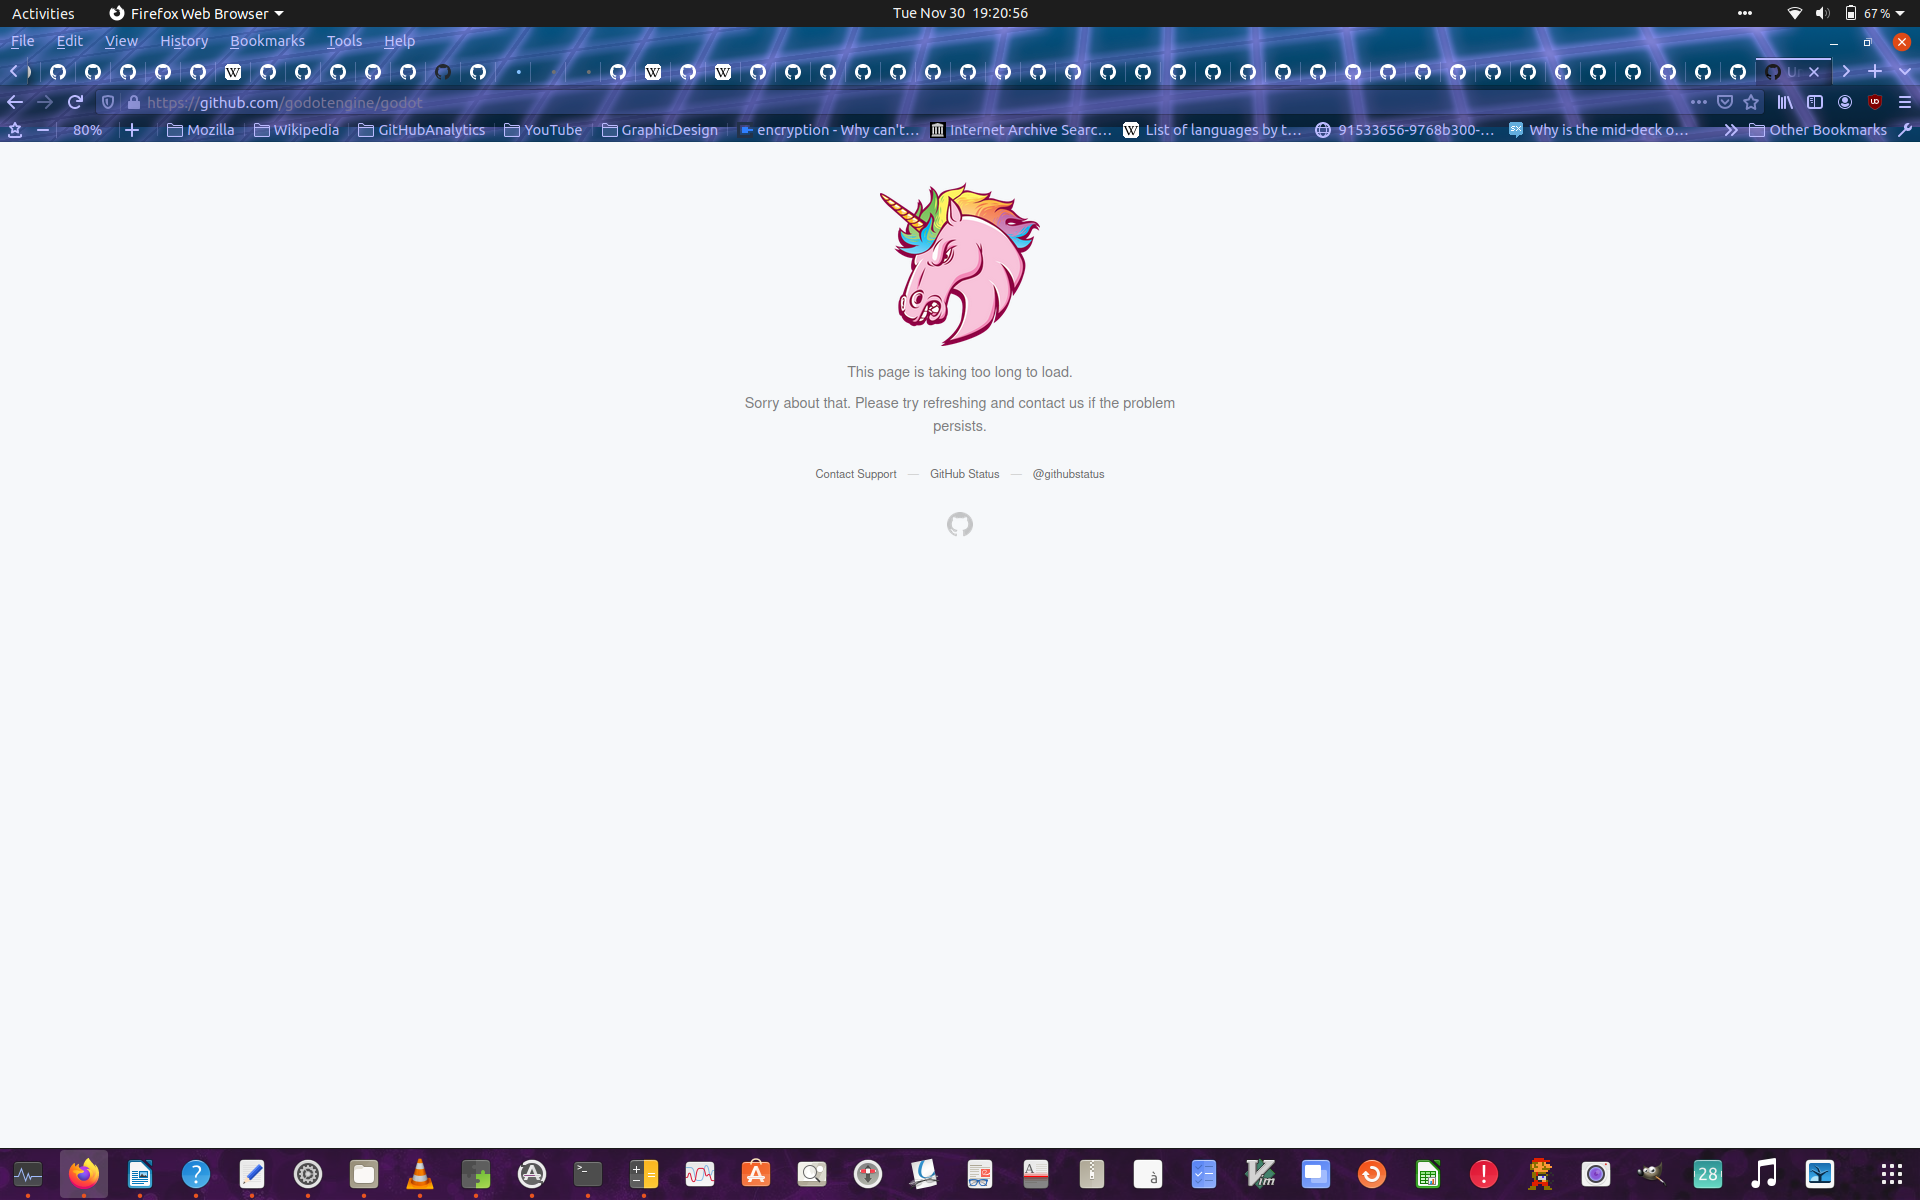 Activities
Firefox Web Browser
Tue Nov 30 19:20:56
67 %
File Edit View History Bookmarks Tools Help
https://github.com/godotengine/godot
80%
Mozilla
Wikipedia
GitHubAnalytics
YouTube
GraphicDesign
encryption - Why can't…
Internet Archive Searc…
List of languages by t…
91533656-9768b300-…
Why is the mid-deck o…
Other Bookmarks
This page is taking too long to load.
Sorry about that. Please try refreshing and contact us if the problem
persists.
Contact Support — GitHub Status — @githubstatus
28